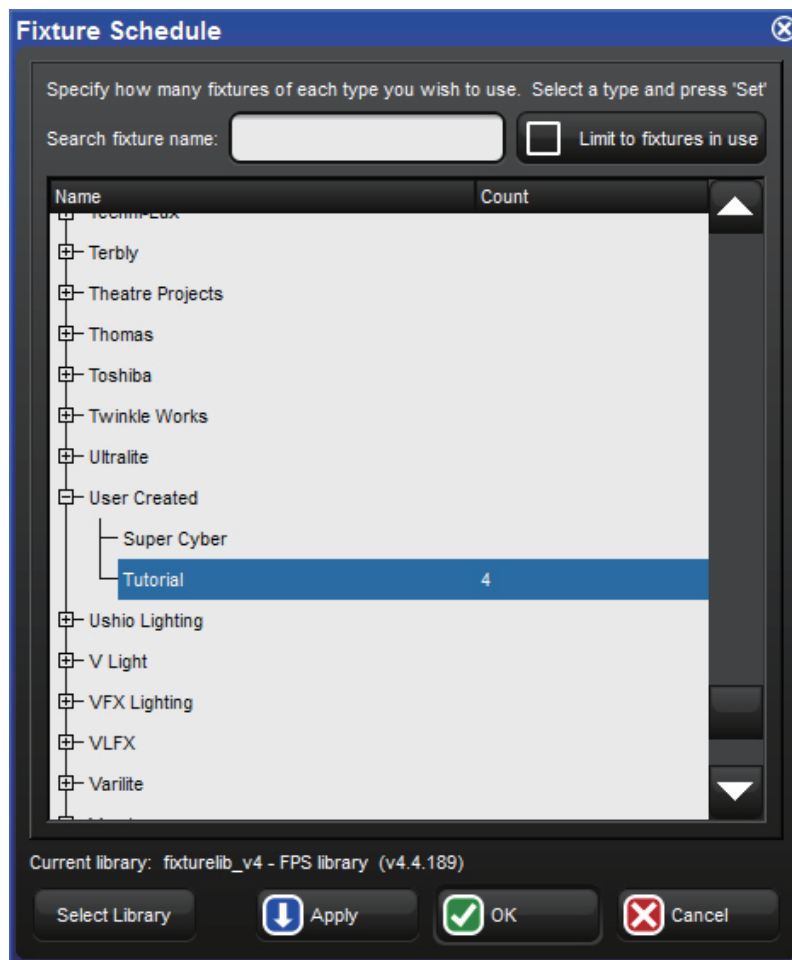 Fixture Schedule
Specify how many fixtures of each type you wish to use. Select a type and press 'Set'
Search fixture name:
Limit to fixtures in use
Name Count
Terbly
Theatre Projects
Thomas
Toshiba
Twinkle Works
Ultralite
User Created
Super Cyber
Tutorial 4
Ushio Lighting
V Light
VFX Lighting
VLFX
Varilite
Current library: fixturelib_v4 - FPS library (v4.4.189)
Select Library Apply OK Cancel